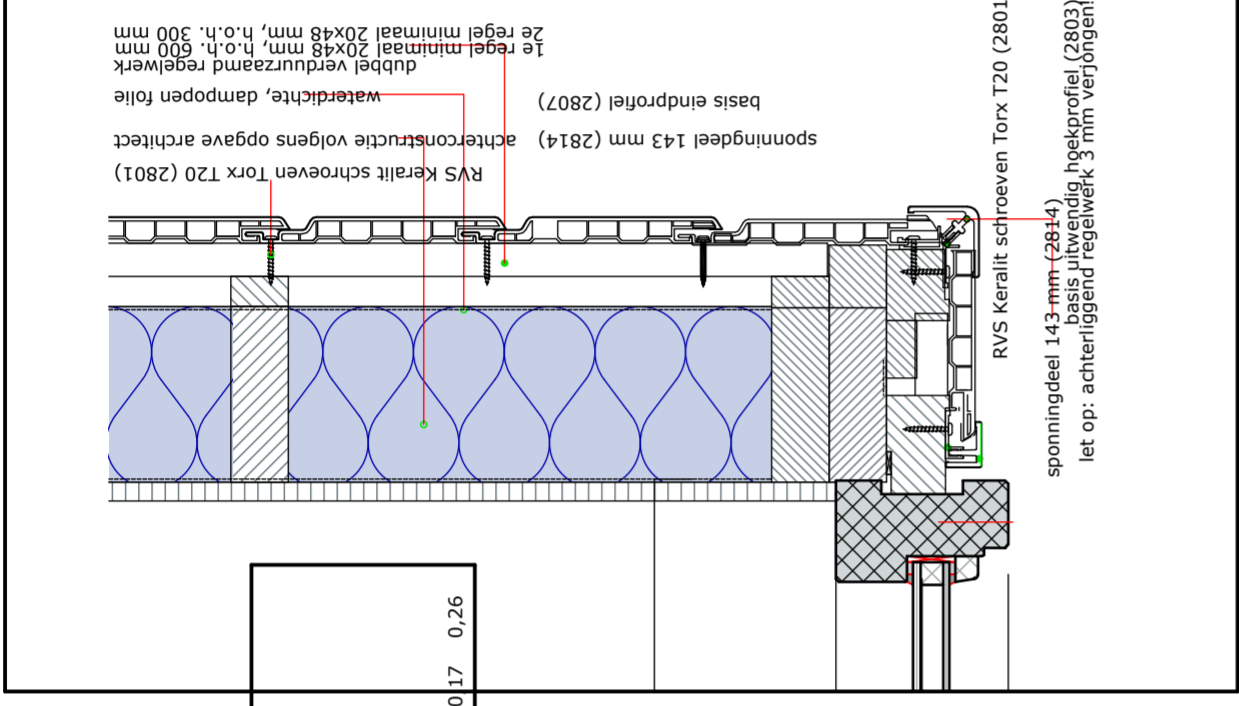 RVS Keralit schroeven Torx T20 (2801)
achterconstructie volgens opgave architect
waterdichte, dampopen folie
dubbel verduurzaamd regelwerk
1e regel minimaal 20x48 mm, h.o.h. 600 mm
2e regel minimaal 20x48 mm, h.o.h. 300 mm
sponningdeel 143 mm (2814)
basis eindprofiel (2807)
RVS Keralit schroeven Torx T20 (2801
sponningdeel 143 mm (2814)
basis uitwendig hoekprofiel (2803)
let op: achterliggend regelwerk 3 mm verjongen!
0,17 0,26